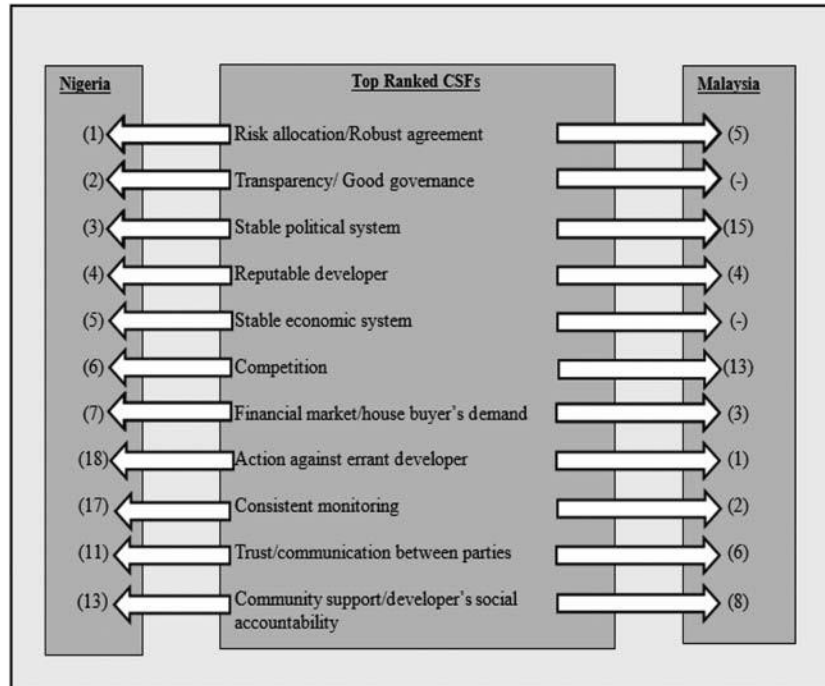 Nigeria Top Ranked CSFs Malaysia
(1) Risk allocation/Robust agreement (5)
(2) Transparency/ Good governance (-)
(3) Stable political system (15)
(4) Reputable developer (4)
(5) Stable economic system (-)
(6) Competition (13)
(7) Financial market/house buyer’s demand (3)
(18) Action against errant developer (1)
(17) Consistent monitoring (2)
(11) Trust/communication between parties (6)
(13) Community support/developer’s social (8)
accountability